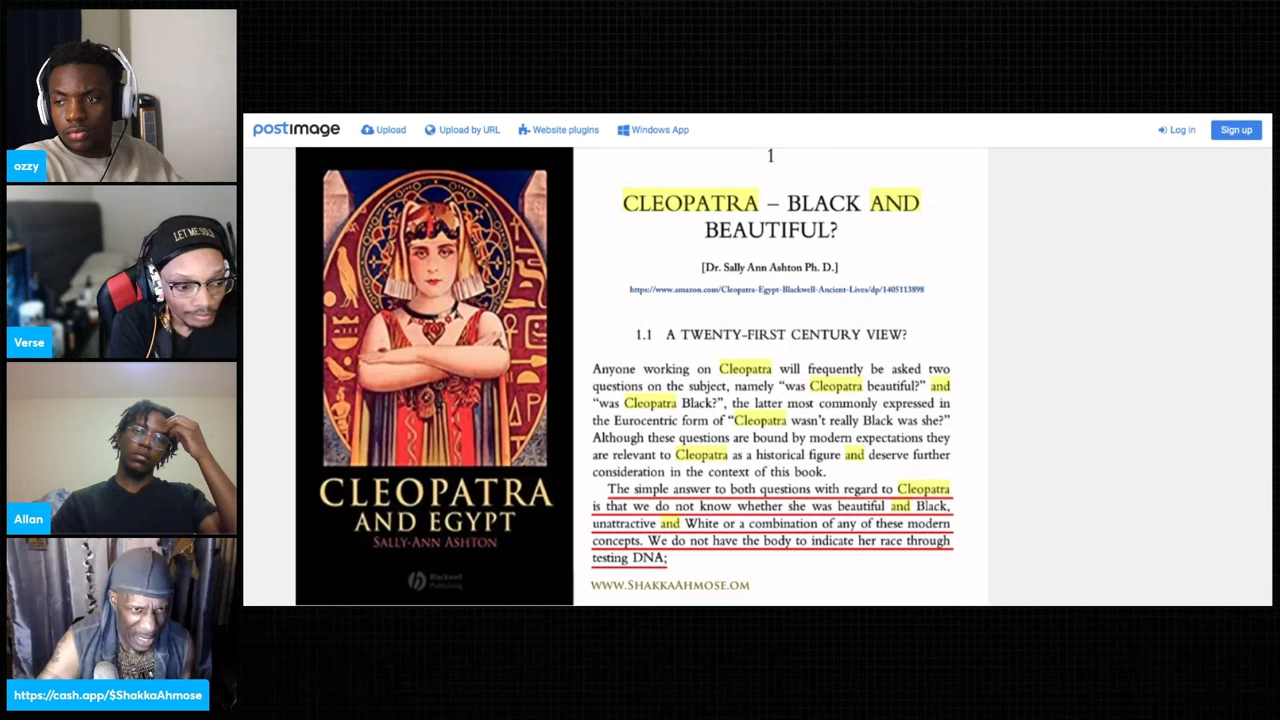 ozzy
LET ME SOLO
Verse
Allan
https://cash.app/$ShakkaAhmose
postimage
Upload
Upload by URL
Website plugins
Windows App
Log in
Sign up
CLEOPATRA
AND EGYPT
SALLY-ANN ASHTON
Blackwell
Publishing
1
CLEOPATRA – BLACK AND
BEAUTIFUL?
[Dr. Sally Ann Ashton Ph. D.]
https://www.amazon.com/Cleopatra-Egypt-Blackwell-Ancient-Lives/dp/1405113898
1.1 A TWENTY-FIRST CENTURY VIEW?
Anyone working on Cleopatra will frequently be asked two
questions on the subject, namely “was Cleopatra beautiful?” and
“was Cleopatra Black?”, the latter most commonly expressed in
the Eurocentric form of “Cleopatra wasn’t really Black was she?”
Although these questions are bound by modern expectations they
are relevant to Cleopatra as a historical figure and deserve further
consideration in the context of this book.
The simple answer to both questions with regard to Cleopatra
is that we do not know whether she was beautiful and Black,
unattractive and White or a combination of any of these modern
concepts. We do not have the body to indicate her race through
testing DNA;
WWW.SHAKKAAHMOSE.OM